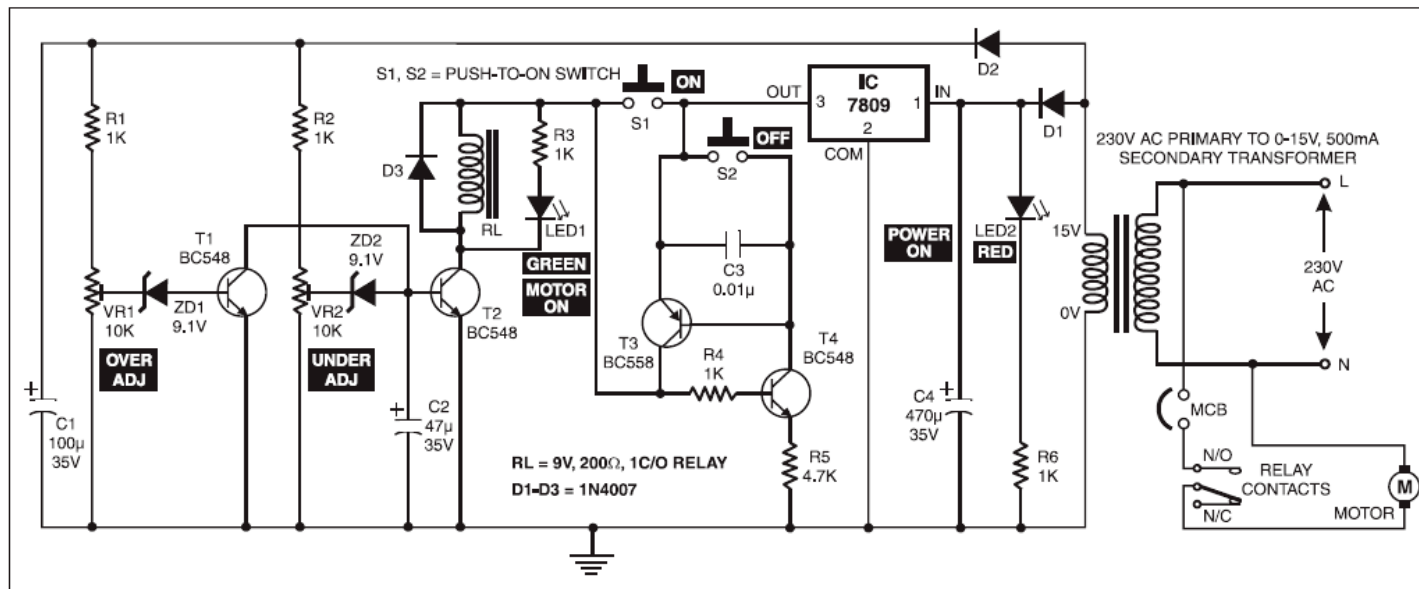 S1, S2 = PUSH-TO-ON SWITCH
ON
S1
OUT
3
IC
7809
1
IN
2
COM
D2
D1
R1
1K
R2
1K
D3
RL
R3
1K
LED1
GREEN
MOTOR
ON
OFF
S2
C3
0.01µ
230V AC PRIMARY TO 0-15V, 500mA
SECONDARY TRANSFORMER
L
230V
AC
N
15V
0V
POWER
ON
LED2
RED
T1
BC548
ZD1
9.1V
VR1
10K
OVER
ADJ
ZD2
9.1V
VR2
10K
UNDER
ADJ
T2
BC548
T3
BC558
R4
1K
T4
BC548
R5
4.7K
+
C1
100µ
35V
+
C2
47µ
35V
+
C4
470µ
35V
R6
1K
RL = 9V, 200Ω, 1C/O RELAY
D1-D3 = 1N4007
MCB
N/O
RELAY
CONTACTS
N/C
M
MOTOR